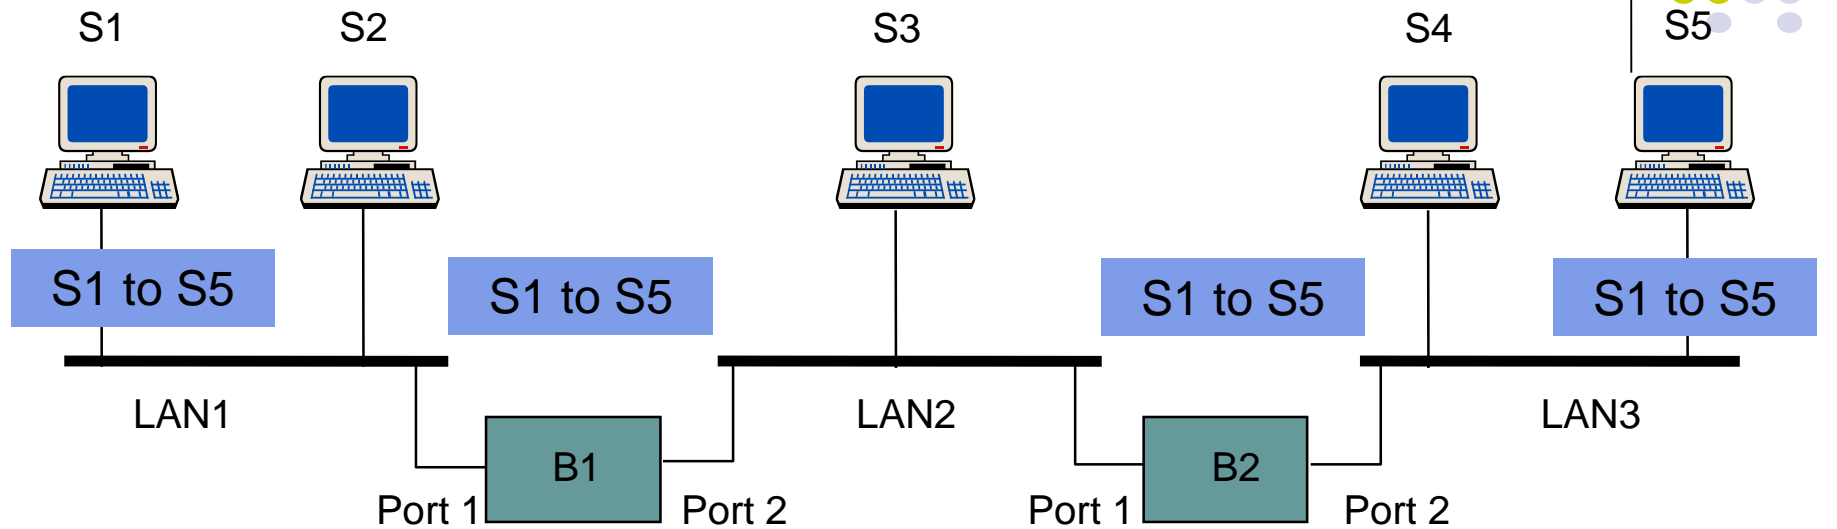 S1 S2 S3 S4 S5
S1 to S5
S1 to S5
S1 to S5
S1 to S5
LAN1 LAN2 LAN3
B1 B2
Port 1 Port 2 Port 1 Port 2